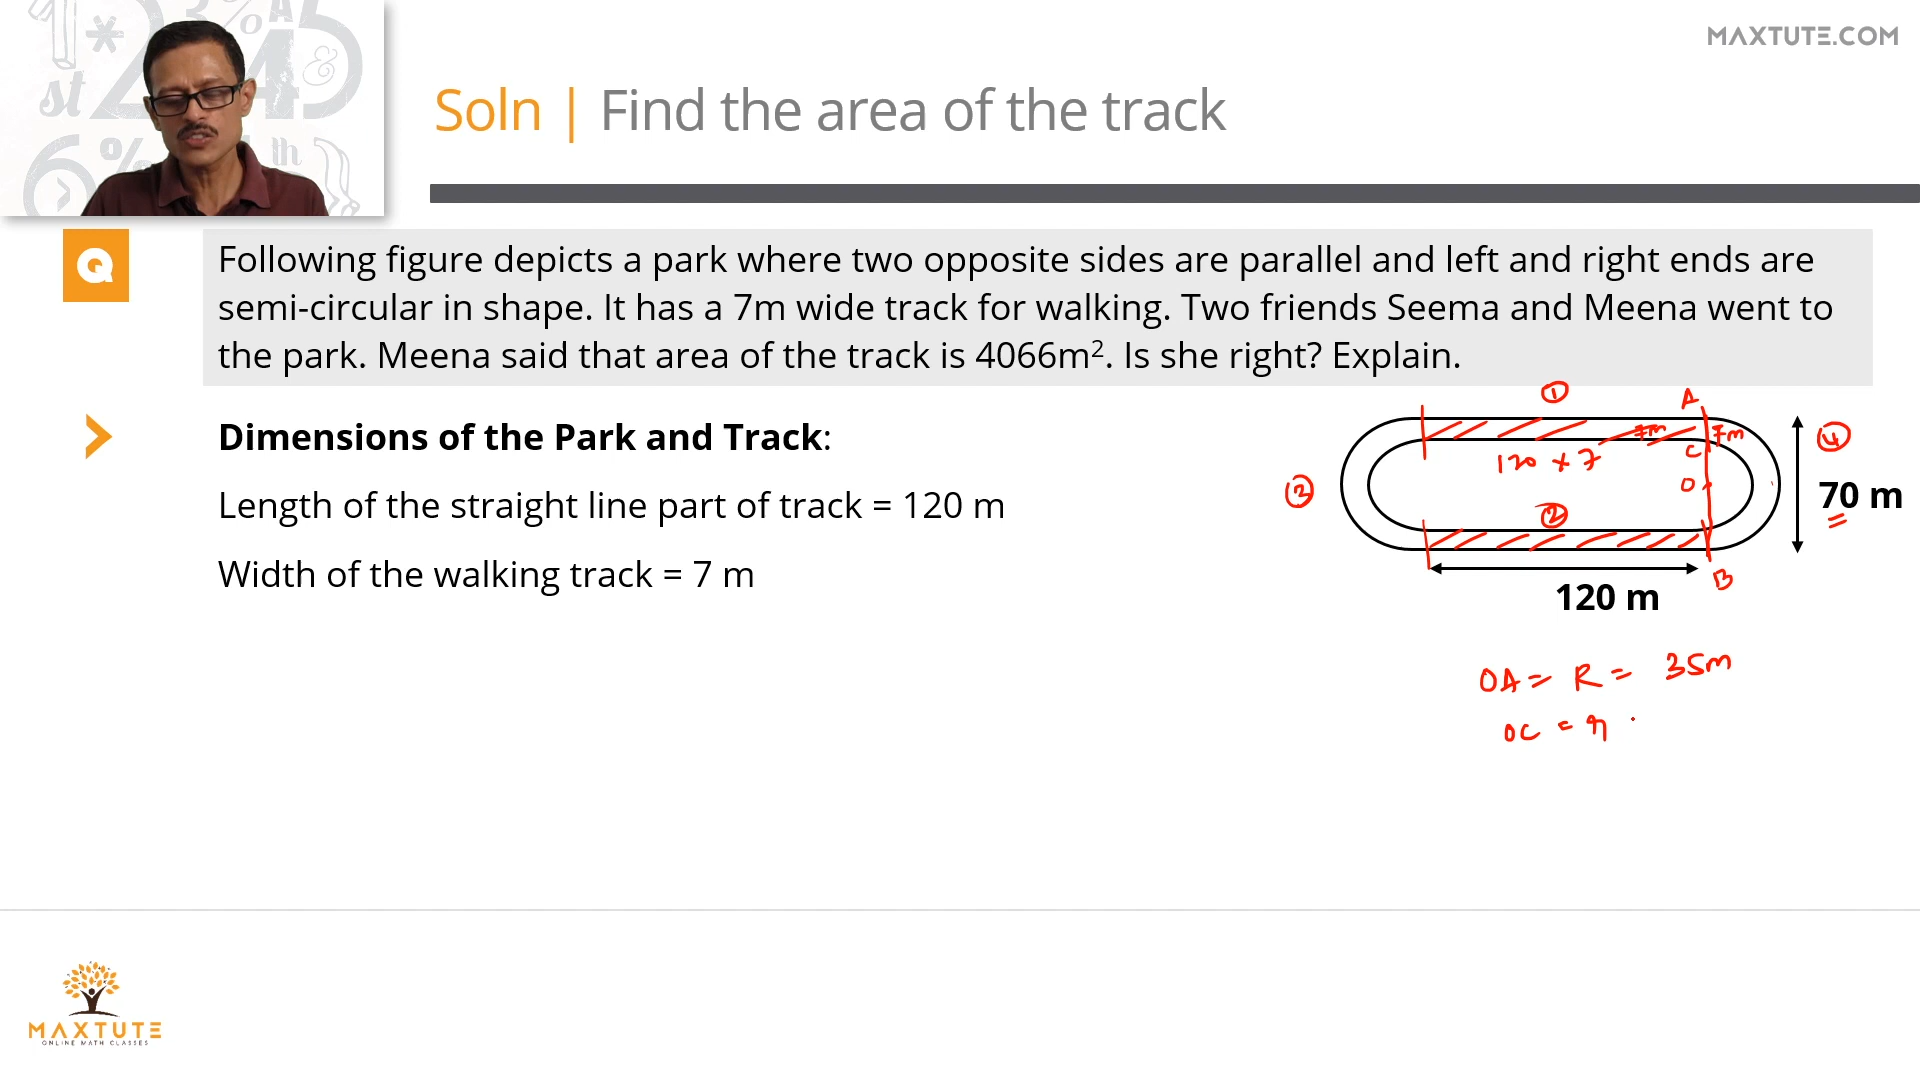 MAXTUTE.COM
Soln | Find the area of the track
Q
Following figure depicts a park where two opposite sides are parallel and left and right ends are
semi-circular in shape. It has a 7m wide track for walking. Two friends Seema and Meena went to
the park. Meena said that area of the track is 4066m². Is she right? Explain.
Dimensions of the Park and Track:
Length of the straight line part of track = 120 m
Width of the walking track = 7 m
1
A
7m
7m
4
C
120 × 7
O
70 m
2
B
120 m
OA = R = 35m
OC = r
MAXTUTE
ONLINE MATH CLASSES